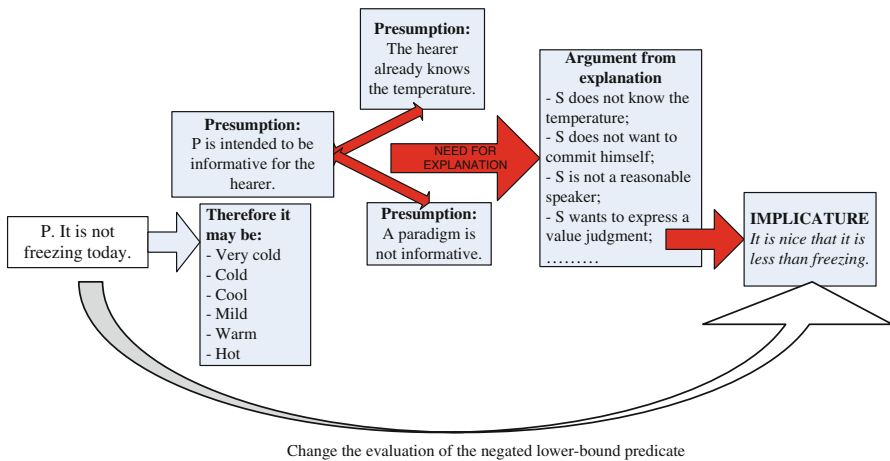 Presumption:
The hearer
already knows
the temperature.
Presumption:
P is intended to be
informative for the
hearer.
NEED FOR
EXPLANATION
Presumption:
A paradigm is
not informative.
Argument from
explanation
- S does not know the
temperature;
- S does not want to
commit himself;
- S is not a reasonable
speaker;
- S wants to express a
value judgment;
………
P. It is not
freezing today.
Therefore it
may be:
- Very cold
- Cold
- Cool
- Mild
- Warm
- Hot
IMPLICATURE
It is nice that it is
less than freezing.
Change the evaluation of the negated lower-bound predicate